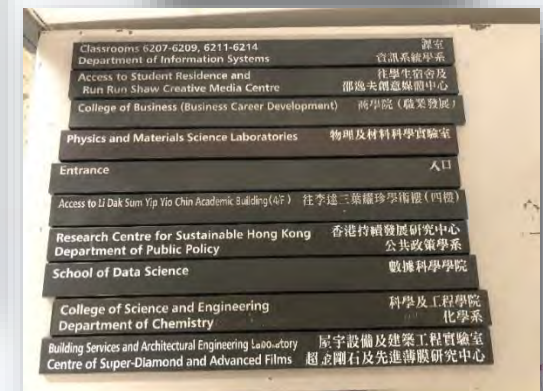 Classrooms 6207-6209, 6211-6214 課室
Department of Information Systems 資訊系統學系
Access to Student Residence and 往學生宿舍及
Run Run Shaw Creative Media Centre 邵逸夫創意媒體中心
College of Business (Business Career Development) 商學院 (職業發展)
Physics and Materials Science Laboratories 物理及材料科學實驗室
Entrance 入口
Access to Li Dak Sum Yip Yio Chin Academic Building (4/F) 往李達三葉耀珍學術樓 (四樓)
Research Centre for Sustainable Hong Kong 香港持續發展研究中心
Department of Public Policy 公共政策學系
School of Data Science 數據科學學院
College of Science and Engineering 科學及工程學院
Department of Chemistry 化學系
Building Services and Architectural Engineering Laboratory 屋宇設備及建築工程實驗室
Centre of Super-Diamond and Advanced Films 超金剛石及先進薄膜研究中心